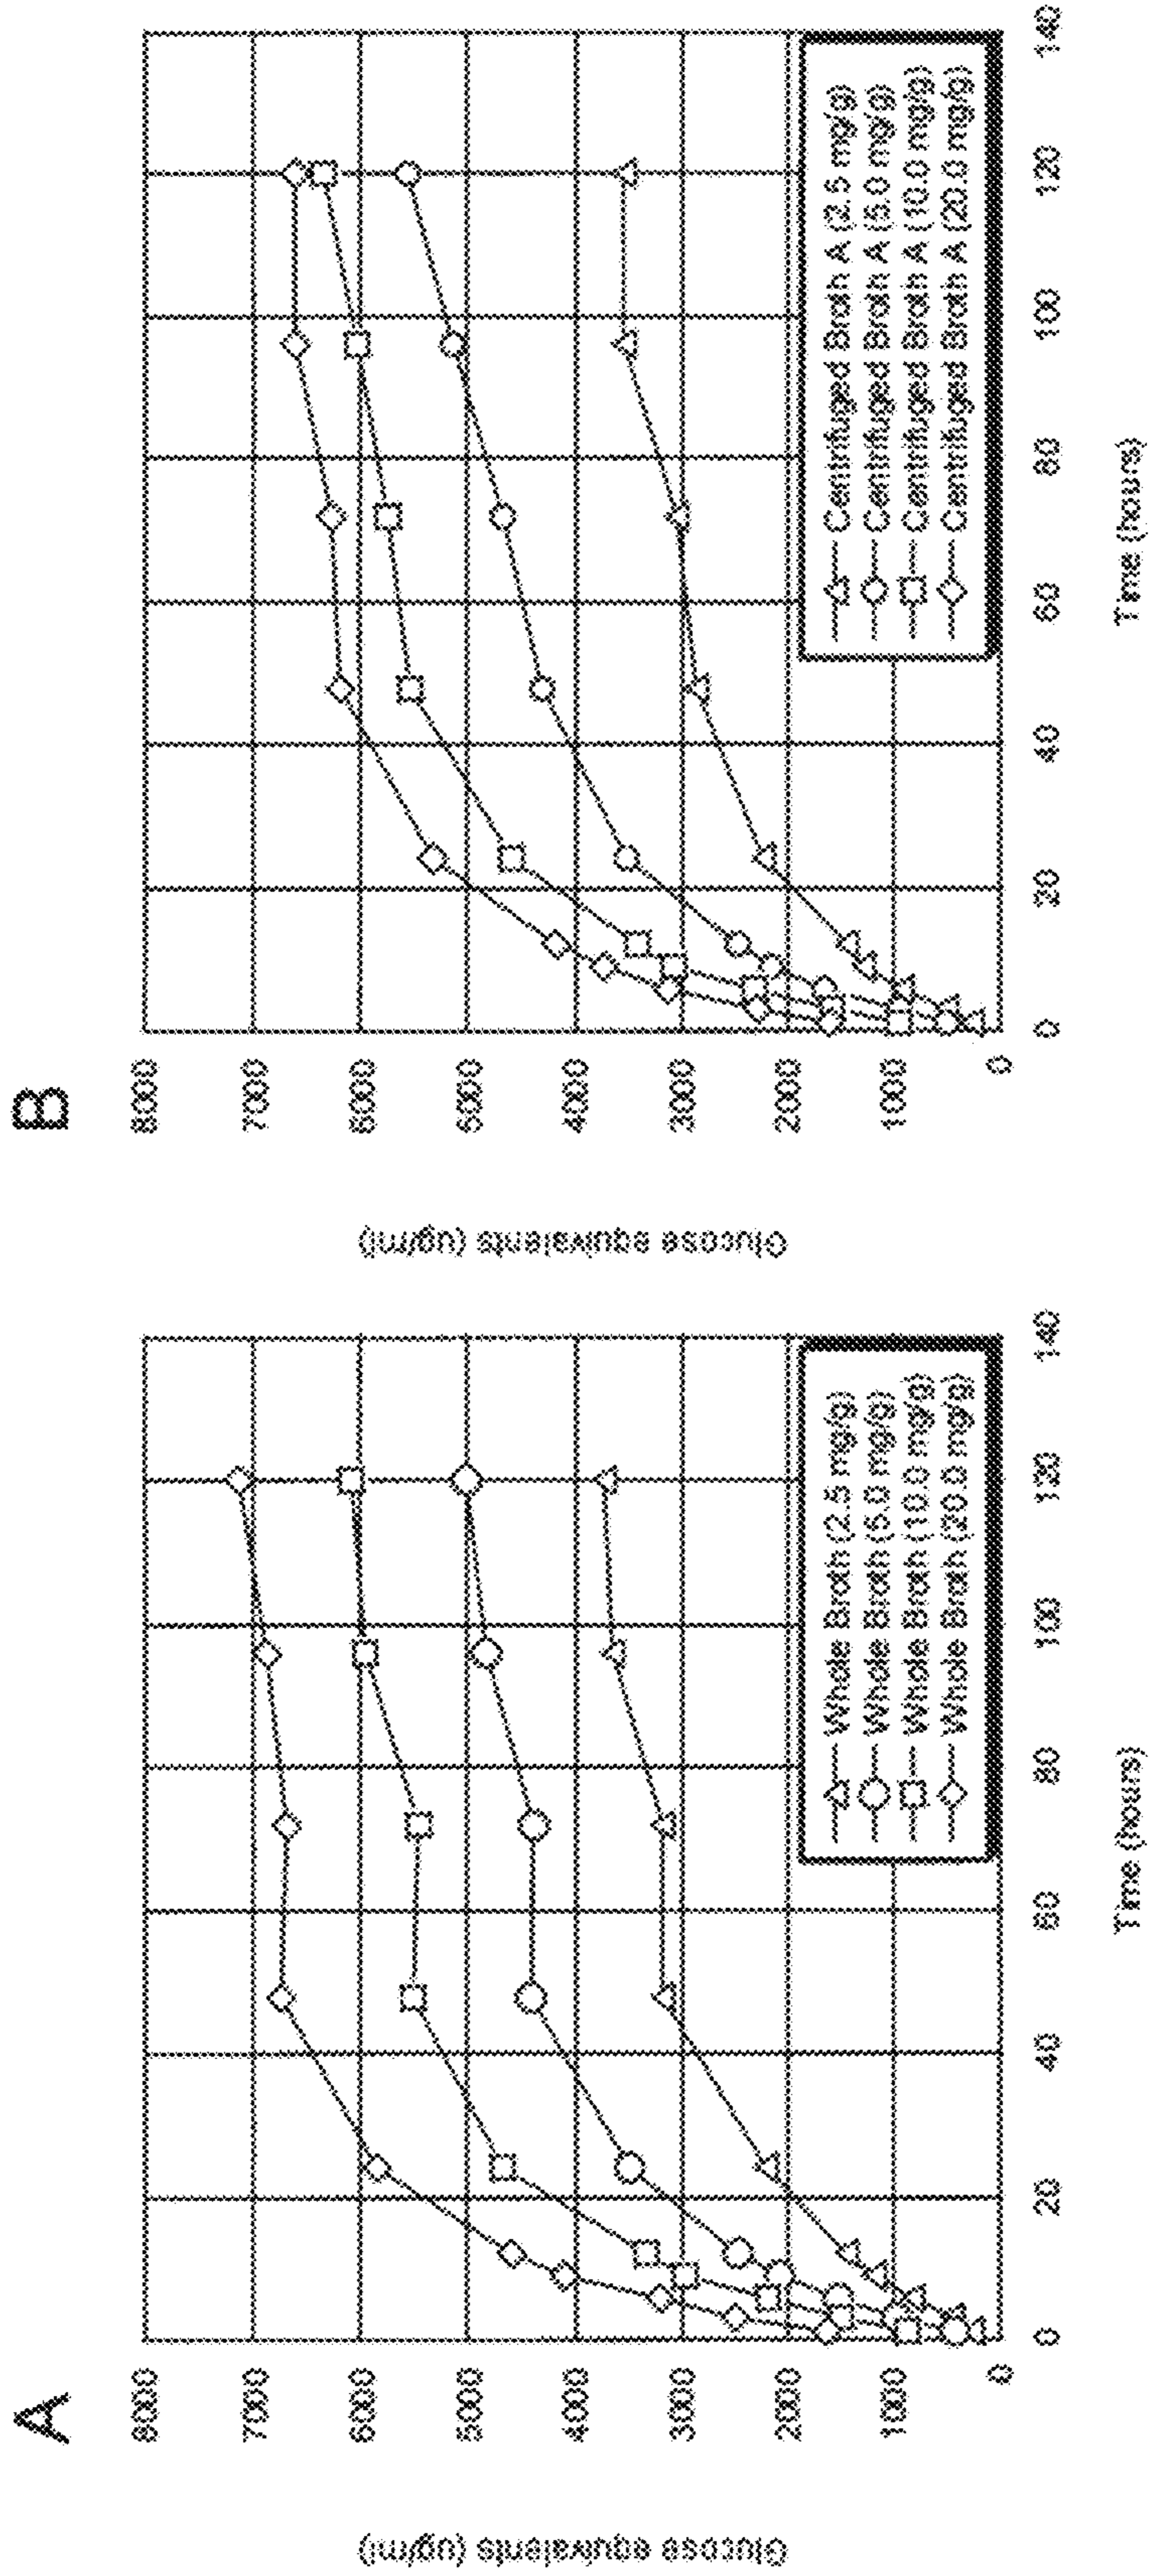 A
Glucose equivalents (ug/ml)
8000
7000
6000
5000
4000
3000
2000
1000
0
0
20
40
60
80
100
120
140
Time (hours)
Whole Broth (2.5 mg/g)
Whole Broth (5.0 mg/g)
Whole Broth (10.0 mg/g)
Whole Broth (20.0 mg/g)
B
Glucose equivalents (ug/ml)
8000
7000
6000
5000
4000
3000
2000
1000
0
0
20
40
60
80
100
120
140
Time (hours)
Centrifuged Broth A (2.5 mg/g)
Centrifuged Broth A (5.0 mg/g)
Centrifuged Broth A (10.0 mg/g)
Centrifuged Broth A (20.0 mg/g)